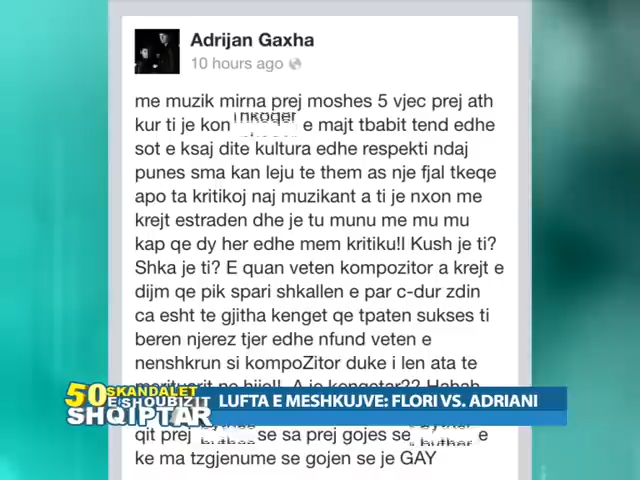 Adrijan Gaxha
10 hours ago
me muzik mirna prej moshes 5 vjec prej ath
kur ti je kon e majt tbabit tend edhe
sot e ksaj dite kultura edhe respekti ndaj
punes sma kan leju te them as nje fjal tkeqe
apo ta kritikoj naj muzikant a ti je nxon me
krejt estraden dhe je tu munu me mu mu
kap qe dy her edhe mem kritiku!l Kush je ti?
Shka je ti? E quan veten kompozitor a krejt e
dijm qe pik spari shkallen e par c-dur zdin
ca esht te gjitha kenget qe tpaten sukses ti
beren njerez tjer edhe nfund veten e
nenshkrun si kompoZitor duke i len ata te
50 SKANDALET
E SHOUBIZIT
SHQIPTAR
LUFTA E MESHKUJVE: FLORI VS. ADRIANI
qit prej se sa prej gojes se e
ke ma tzgjenume se gojen se je GAY